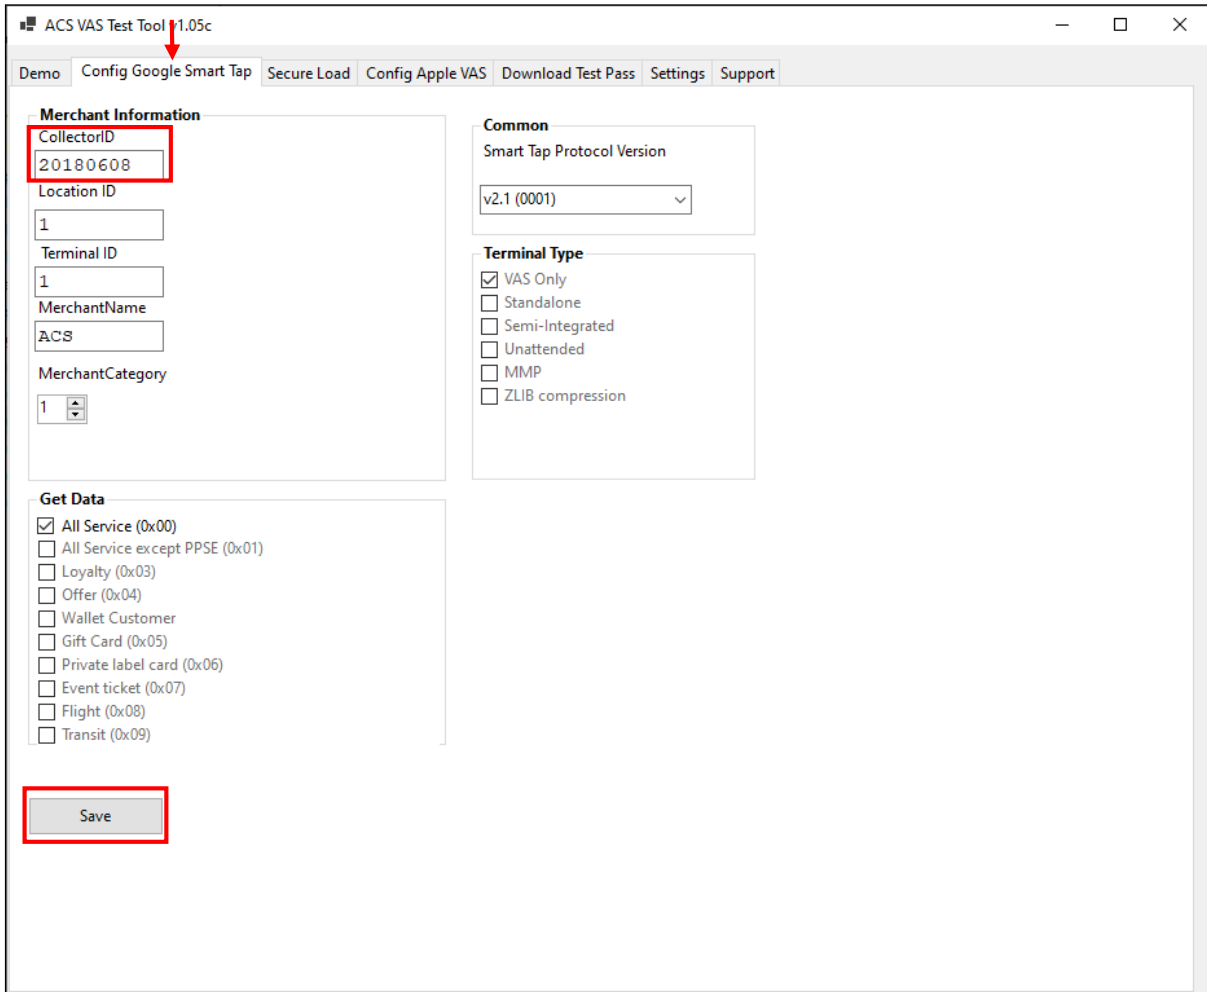 ACS VAS Test Tool v1.05c
Demo Config Google Smart Tap Secure Load Config Apple VAS Download Test Pass Settings Support
Merchant Information
CollectorID
20180608
Location ID
1
Terminal ID
1
MerchantName
ACS
MerchantCategory
1
Common
Smart Tap Protocol Version
v2.1 (0001)
Terminal Type
VAS Only
Standalone
Semi-Integrated
Unattended
MMP
ZLIB compression
Get Data
All Service (0x00)
All Service except PPSE (0x01)
Loyalty (0x03)
Offer (0x04)
Wallet Customer
Gift Card (0x05)
Private label card (0x06)
Event ticket (0x07)
Flight (0x08)
Transit (0x09)
Save